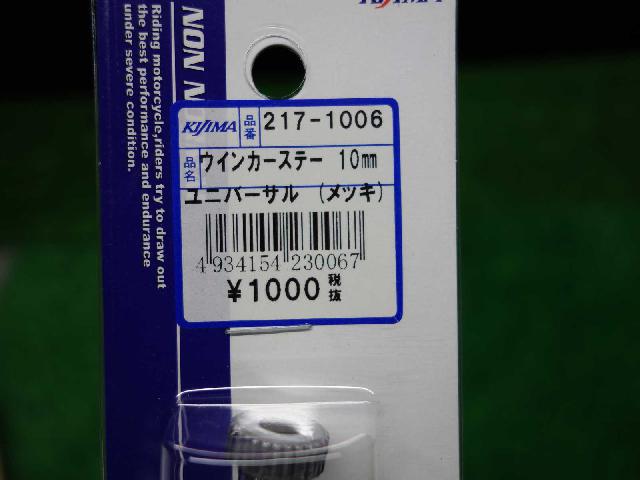 KIJIMA
NON N
Riding motorcycle,riders try to draw out
the best performance and endurance
under severe condition.
KIJIMA 品番 217-1006
品名 ウインカーステー 10mm
ユニバーサル (メッキ)
4 934154 230067
¥1000 税抜